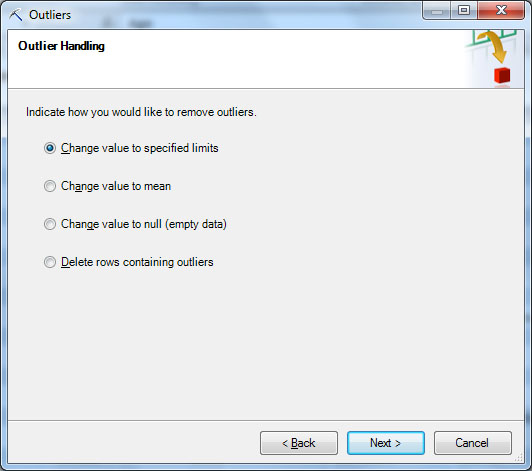 Outliers
Outlier Handling
Indicate how you would like to remove outliers.
Change value to specified limits
Change value to mean
Change value to null (empty data)
Delete rows containing outliers
< Back Next > Cancel